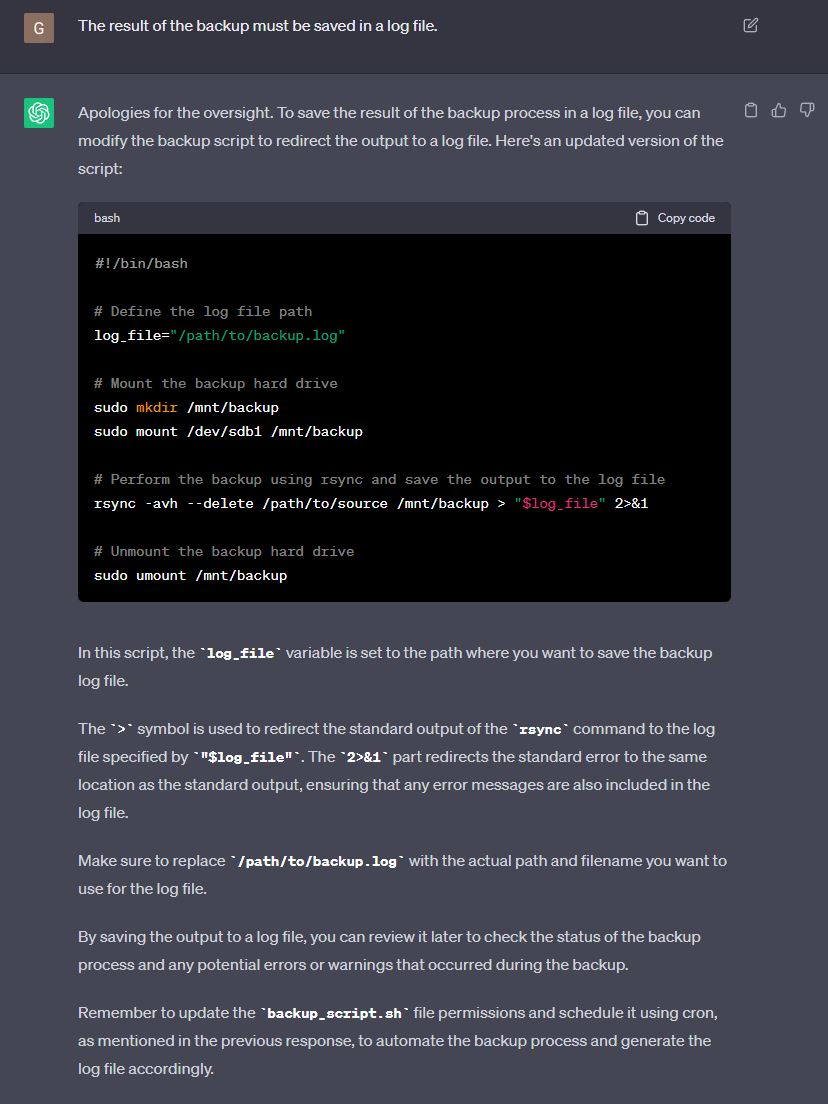 G
The result of the backup must be saved in a log file.
Apologies for the oversight. To save the result of the backup process in a log file, you can
modify the backup script to redirect the output to a log file. Here's an updated version of the
script:
bash
Copy code
#!/bin/bash
# Define the log file path
log_file="/path/to/backup.log"
# Mount the backup hard drive
sudo mkdir /mnt/backup
sudo mount /dev/sdb1 /mnt/backup
# Perform the backup using rsync and save the output to the log file
rsync -avh --delete /path/to/source /mnt/backup > "$log_file" 2>&1
# Unmount the backup hard drive
sudo umount /mnt/backup
In this script, the `log_file` variable is set to the path where you want to save the backup
log file.
The `>` symbol is used to redirect the standard output of the `rsync` command to the log
file specified by `"$log_file"`. The `2>&1` part redirects the standard error to the same
location as the standard output, ensuring that any error messages are also included in the
log file.
Make sure to replace `/path/to/backup.log` with the actual path and filename you want to
use for the log file.
By saving the output to a log file, you can review it later to check the status of the backup
process and any potential errors or warnings that occurred during the backup.
Remember to update the `backup_script.sh` file permissions and schedule it using cron,
as mentioned in the previous response, to automate the backup process and generate the
log file accordingly.